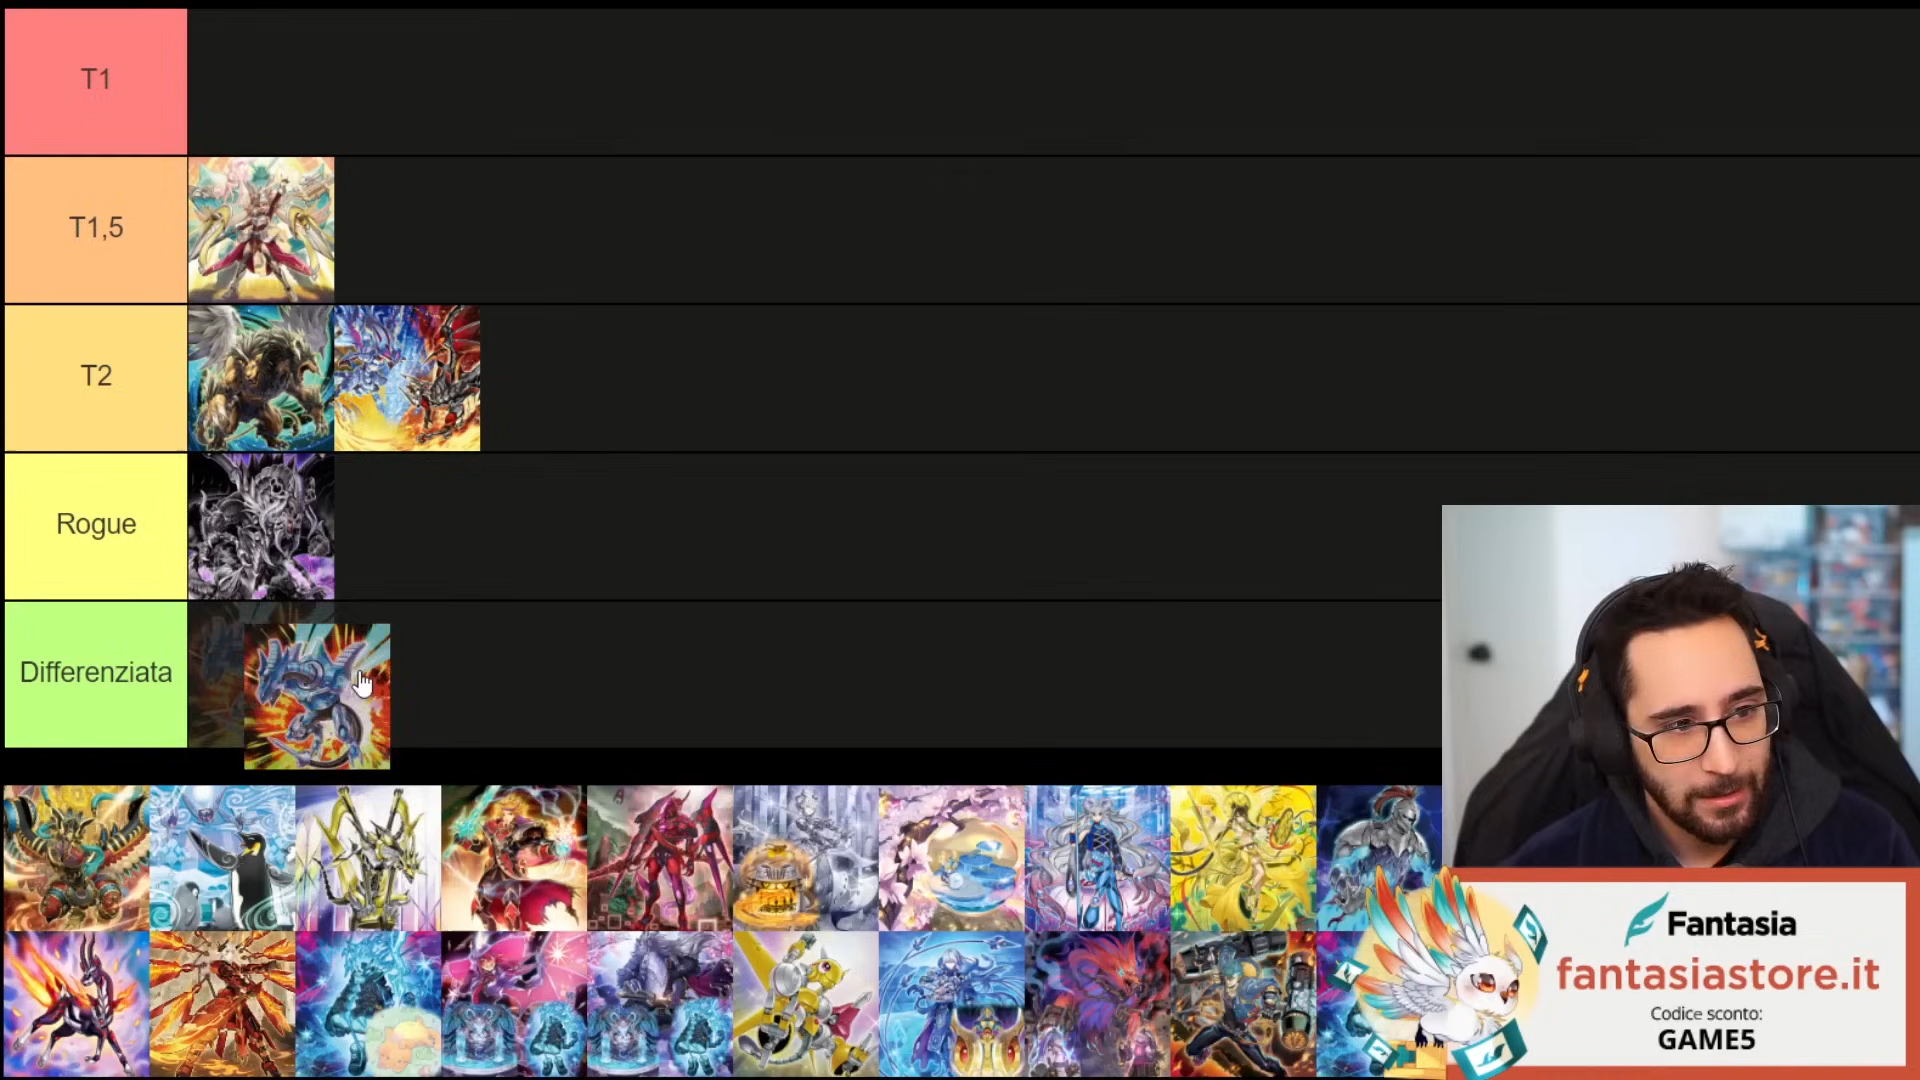 T1
T1,5
T2
Rogue
Differenziata
Fantasia
fantasiastore.it
Codice sconto:
GAME5